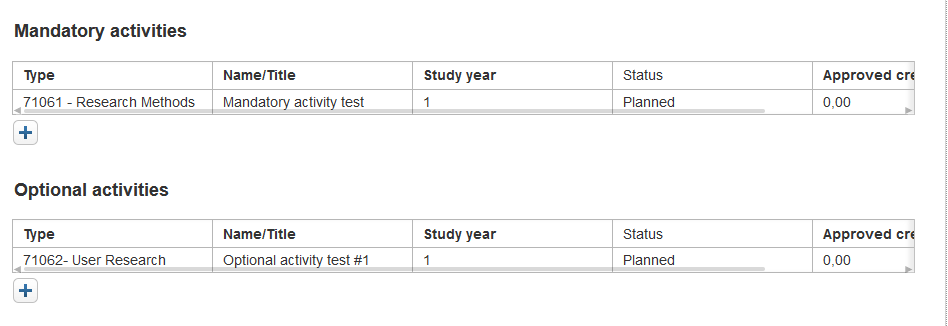 Mandatory activities
Type Name/Title Study year Status Approved cre
71061 - Research Methods Mandatory activity test 1 Planned 0,00
Optional activities
Type Name/Title Study year Status Approved cre
71062- User Research Optional activity test #1 1 Planned 0,00